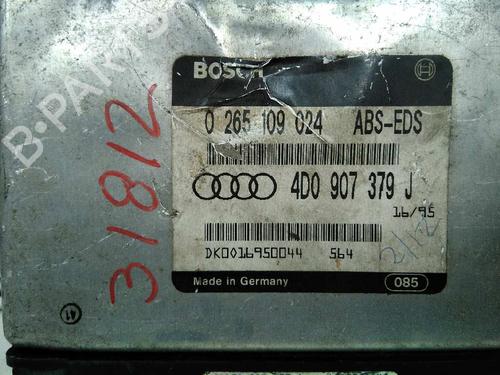 BOSCH
0 265 109 024 ABS-EDS
4D0 907 379 J
16/95
DK0016950044 564
Made in Germany 085
31812
B-PARTS
41